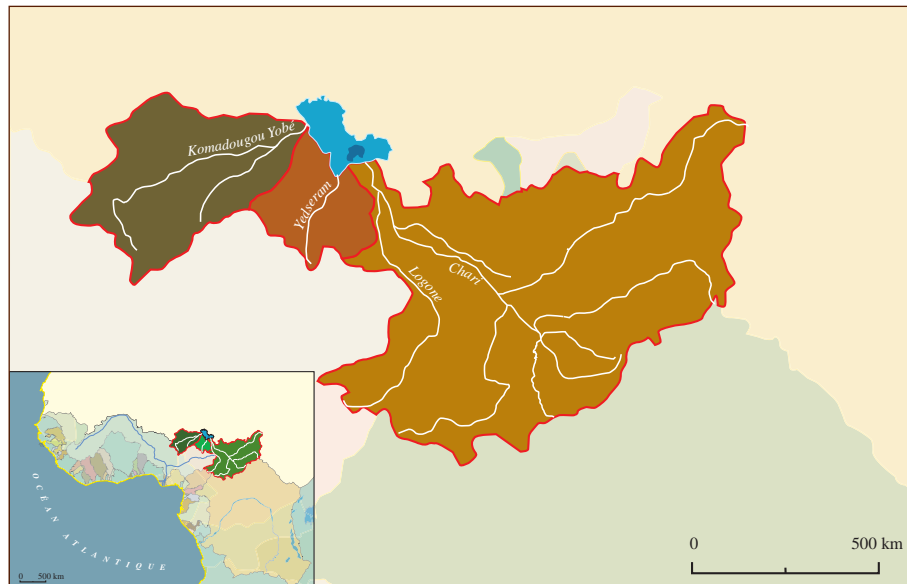 Komadougou Yobé
Yedseram
Chari
Logone
OCÉAN ATLANTIQUE
0 500 km
0 500 km